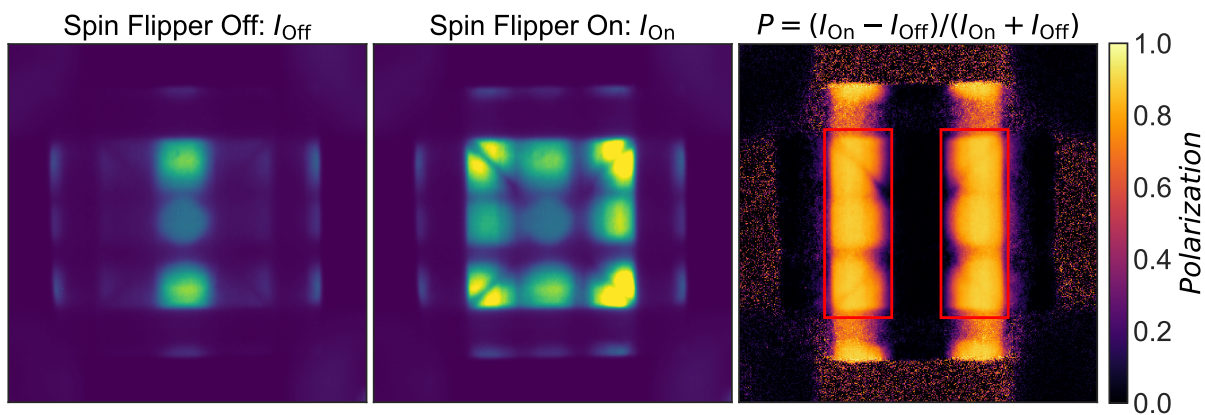 Spin Flipper Off: I_Off
Spin Flipper On: I_On
P = (I_On − I_Off)/(I_On + I_Off)
1.0
0.8
0.6
0.4
0.2
0.0
Polarization